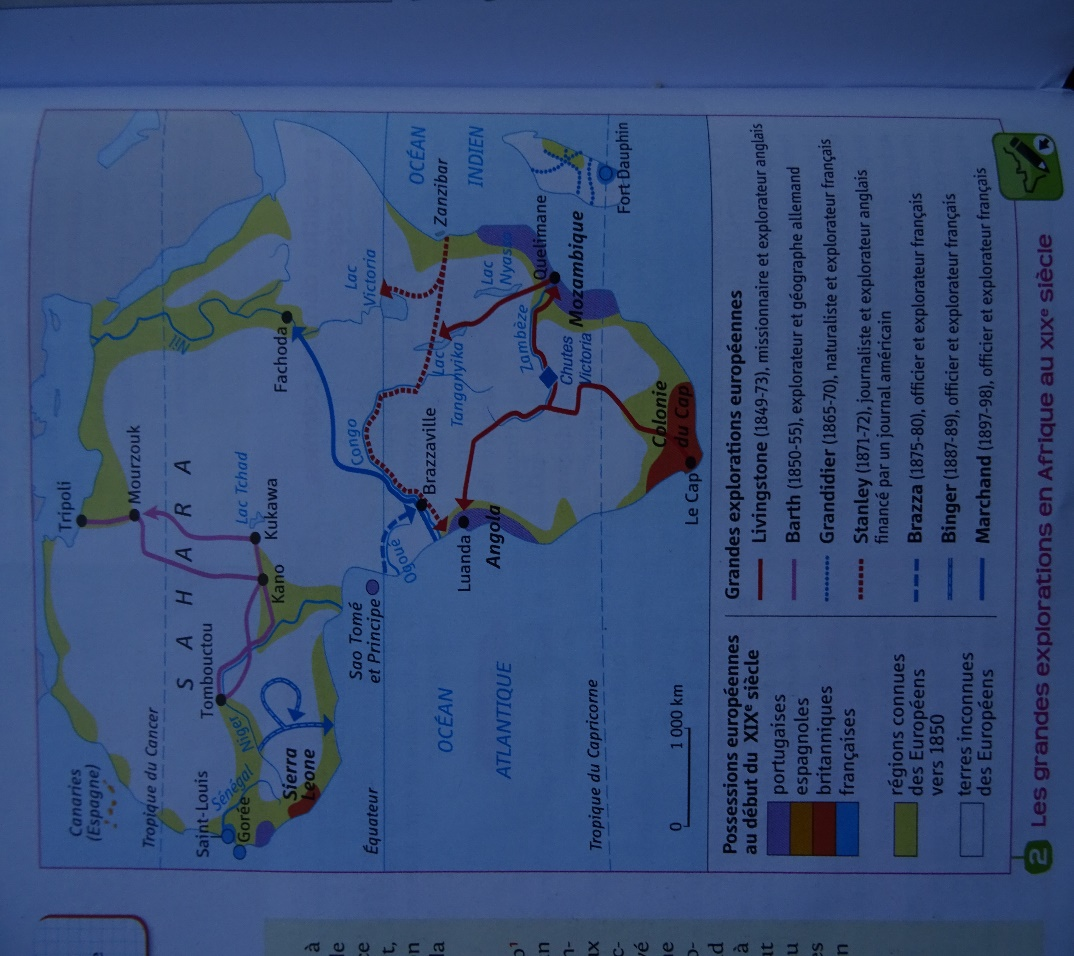 Canaries
(Espagne)
Tropique du Cancer
Tripoli
Mourzouk
S A H A R A
Nil
Saint-Louis
Sénégal
Gorée
Tombouctou
Niger
Kano
Lac Tchad
Kukawa
Fachoda
Sierra
Leone
Équateur
Sao Tomé
et Principe
Ogoué
Congo
Brazzaville
Lac
Victoria
OCÉAN
INDIEN
Zanzibar
OCÉAN
ATLANTIQUE
Luanda
Angola
Lac
Tanganyika
Lac
Nyassa
Zambèze
Quelimane
Mozambique
Chutes
Victoria
Fort Dauphin
Tropique du Capricorne
Colonie
du Cap
Le Cap
0 1 000 km
Possessions européennes
au début du XIXe siècle
portugaises
espagnoles
britanniques
françaises
régions connues
des Européens
vers 1850
terres inconnues
des Européens
Grandes explorations européennes
Livingstone (1849-73), missionnaire et explorateur anglais
Barth (1850-55), explorateur et géographe allemand
Grandidier (1865-70), naturaliste et explorateur français
Stanley (1871-72), journaliste et explorateur anglais
financé par un journal américain
Brazza (1875-80), officier et explorateur français
Binger (1887-89), officier et explorateur français
Marchand (1897-98), officier et explorateur français
2 Les grandes explorations en Afrique au XIXe siècle